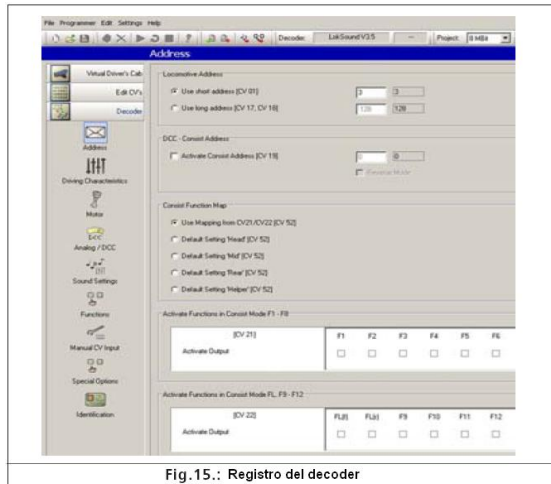 File Programmer Edit Settings Help
Decoder: LokSound V3.5 -- Project: 8 MBit
Address
Virtual Driver's Cab
Edit CV's
Decoder
Address
Driving Characteristics
Motor
DCC
Analog / DCC
Sound Settings
Functions
Manual CV Input
Special Options
Identification
Locomotive Address
Use short address [CV 01] 3 3
Use long address [CV 17, CV 18] 128 128
DCC - Consist Address
Activate Consist Address [CV 19] 0 0
Reverse Mode
Consist Function Map
Use Mapping from CV21/CV22 [CV 52]
Default Setting 'Head' [CV 52]
Default Setting 'Mid' [CV 52]
Default Setting 'Rear' [CV 52]
Default Setting 'Helper' [CV 52]
Activate Functions in Consist Mode F1 - F8
[CV 21] F1 F2 F3 F4 F5 F6
Activate Output
Activate Functions in Consist Mode FL, F9 - F12
[CV 22] FL(f) FL(r) F9 F10 F11 F12
Activate Output
Fig.15.: Registro del decoder